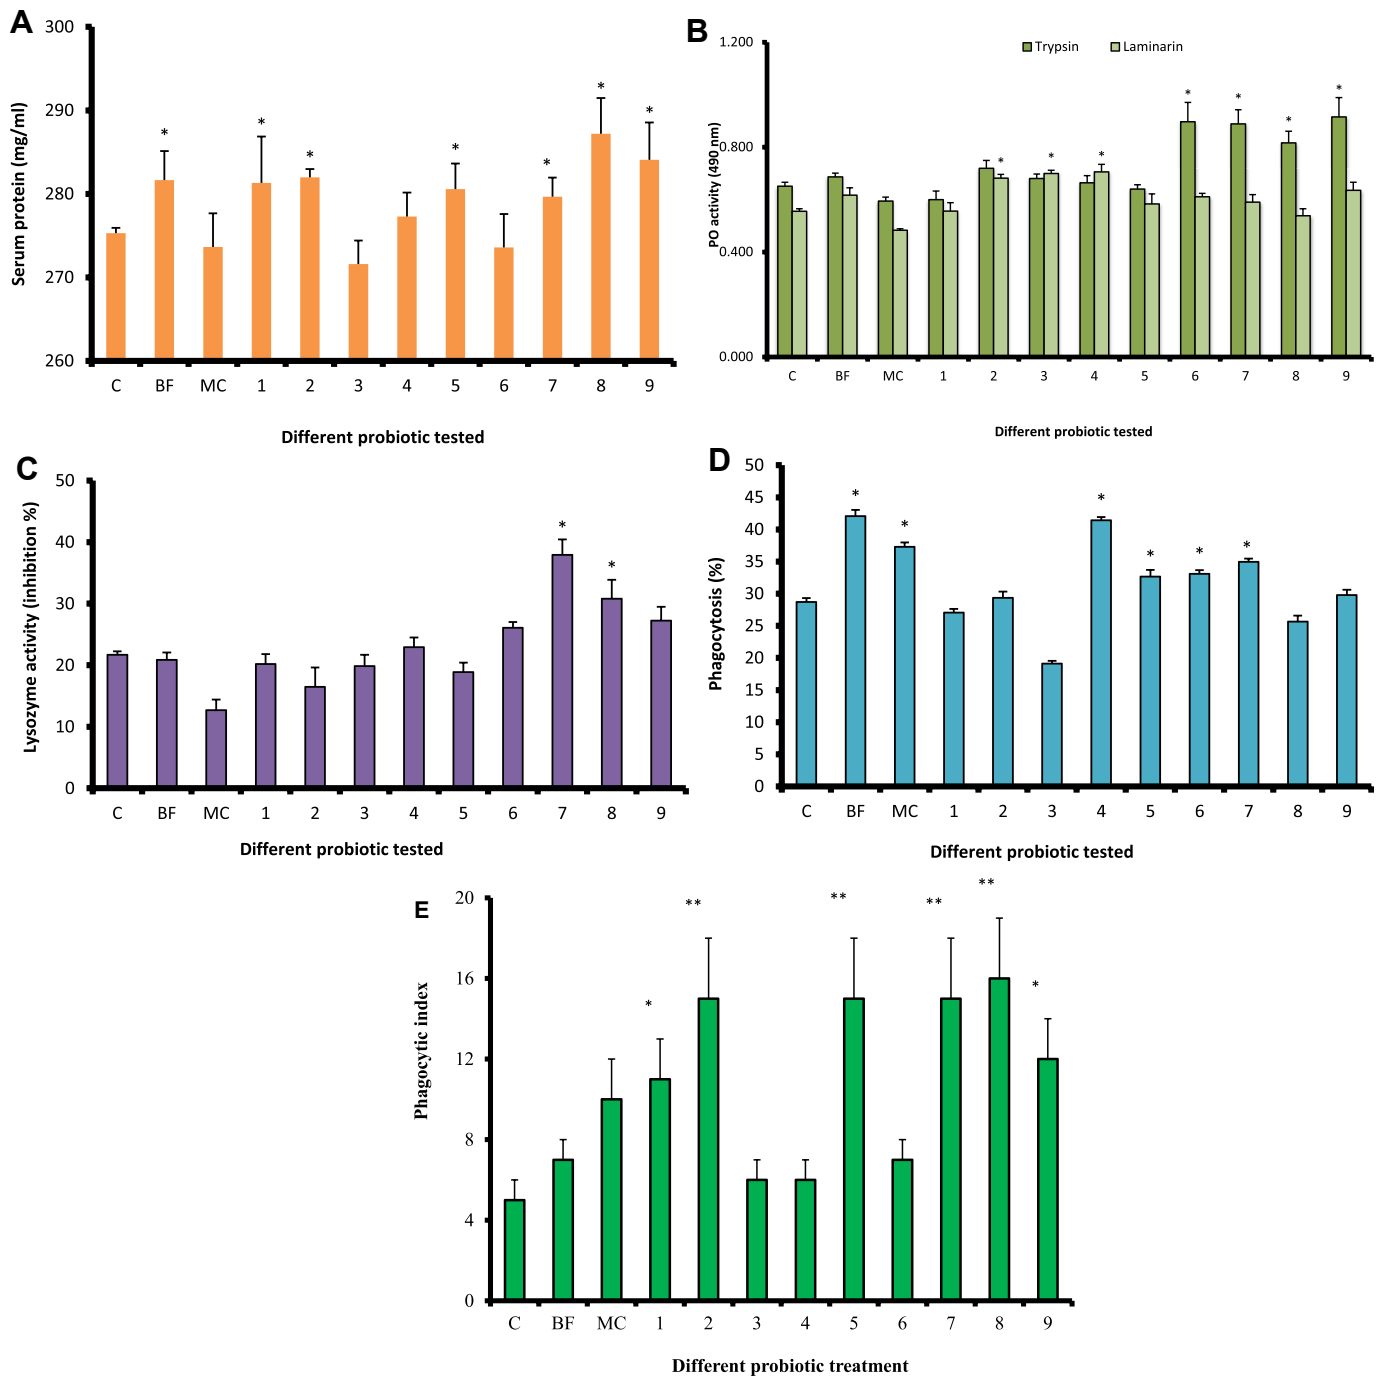 A
300
290
280
270
260
Serum protein (mg/ml)
* * * * * * *
C BF MC 1 2 3 4 5 6 7 8 9
Different probiotic tested
B
1.200
0.800
0.400
0.000
PO activity (490 nm)
Trypsin Laminarin
* * * * * * *
C BF MC 1 2 3 4 5 6 7 8 9
Different probiotic tested
C
50
40
30
20
10
0
Lysozyme activity (inhibition %)
* *
C BF MC 1 2 3 4 5 6 7 8 9
Different probiotic tested
D
50
45
40
35
30
25
20
15
10
5
0
Phagocytosis (%)
* * * * * *
C BF MC 1 2 3 4 5 6 7 8 9
Different probiotic tested
E
20
16
12
8
4
0
Phagocytic index
* ** ** ** ** *
C BF MC 1 2 3 4 5 6 7 8 9
Different probiotic treatment